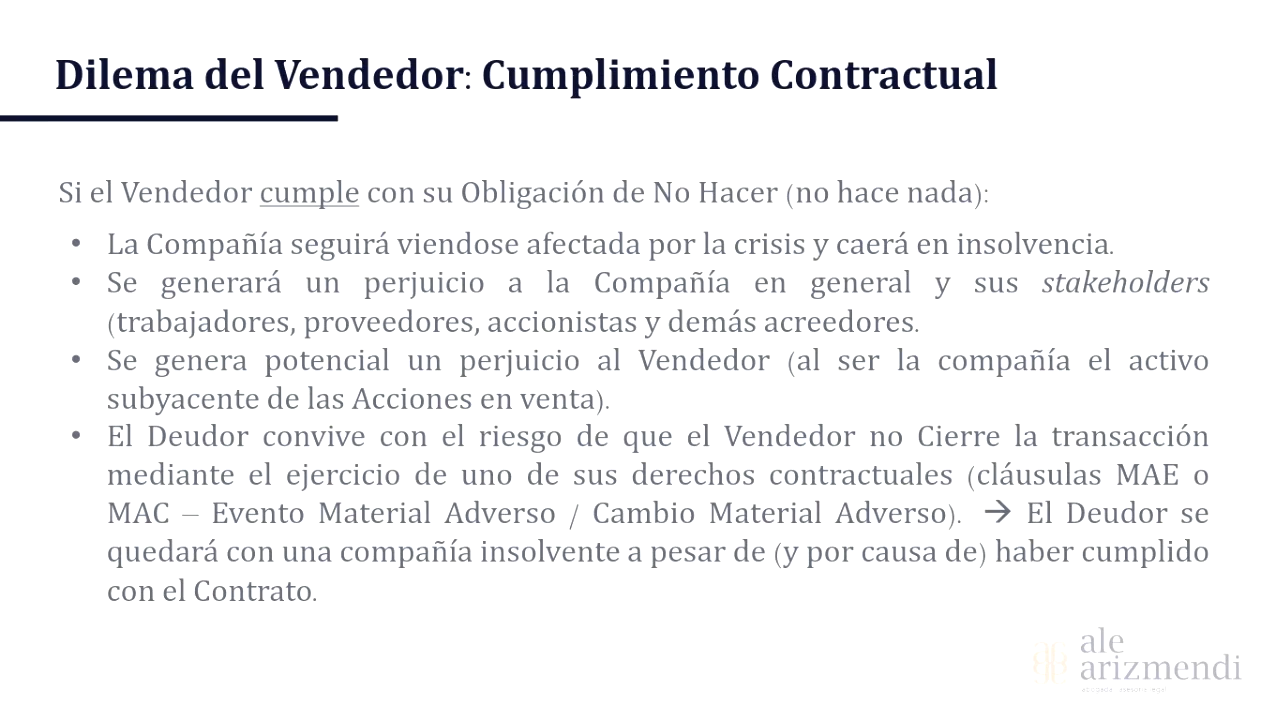 Dilema del Vendedor: Cumplimiento Contractual
Si el Vendedor cumple con su Obligación de No Hacer (no hace nada):
• La Compañía seguirá viendose afectada por la crisis y caerá en insolvencia.
• Se generará un perjuicio a la Compañía en general y sus stakeholders
(trabajadores, proveedores, accionistas y demás acreedores.
• Se genera potencial un perjuicio al Vendedor (al ser la compañía el activo
subyacente de las Acciones en venta).
• El Deudor convive con el riesgo de que el Vendedor no Cierre la transacción
mediante el ejercicio de uno de sus derechos contractuales (cláusulas MAE o
MAC – Evento Material Adverso / Cambio Material Adverso). → El Deudor se
quedará con una compañía insolvente a pesar de (y por causa de) haber cumplido
con el Contrato.
ale
arizmendi